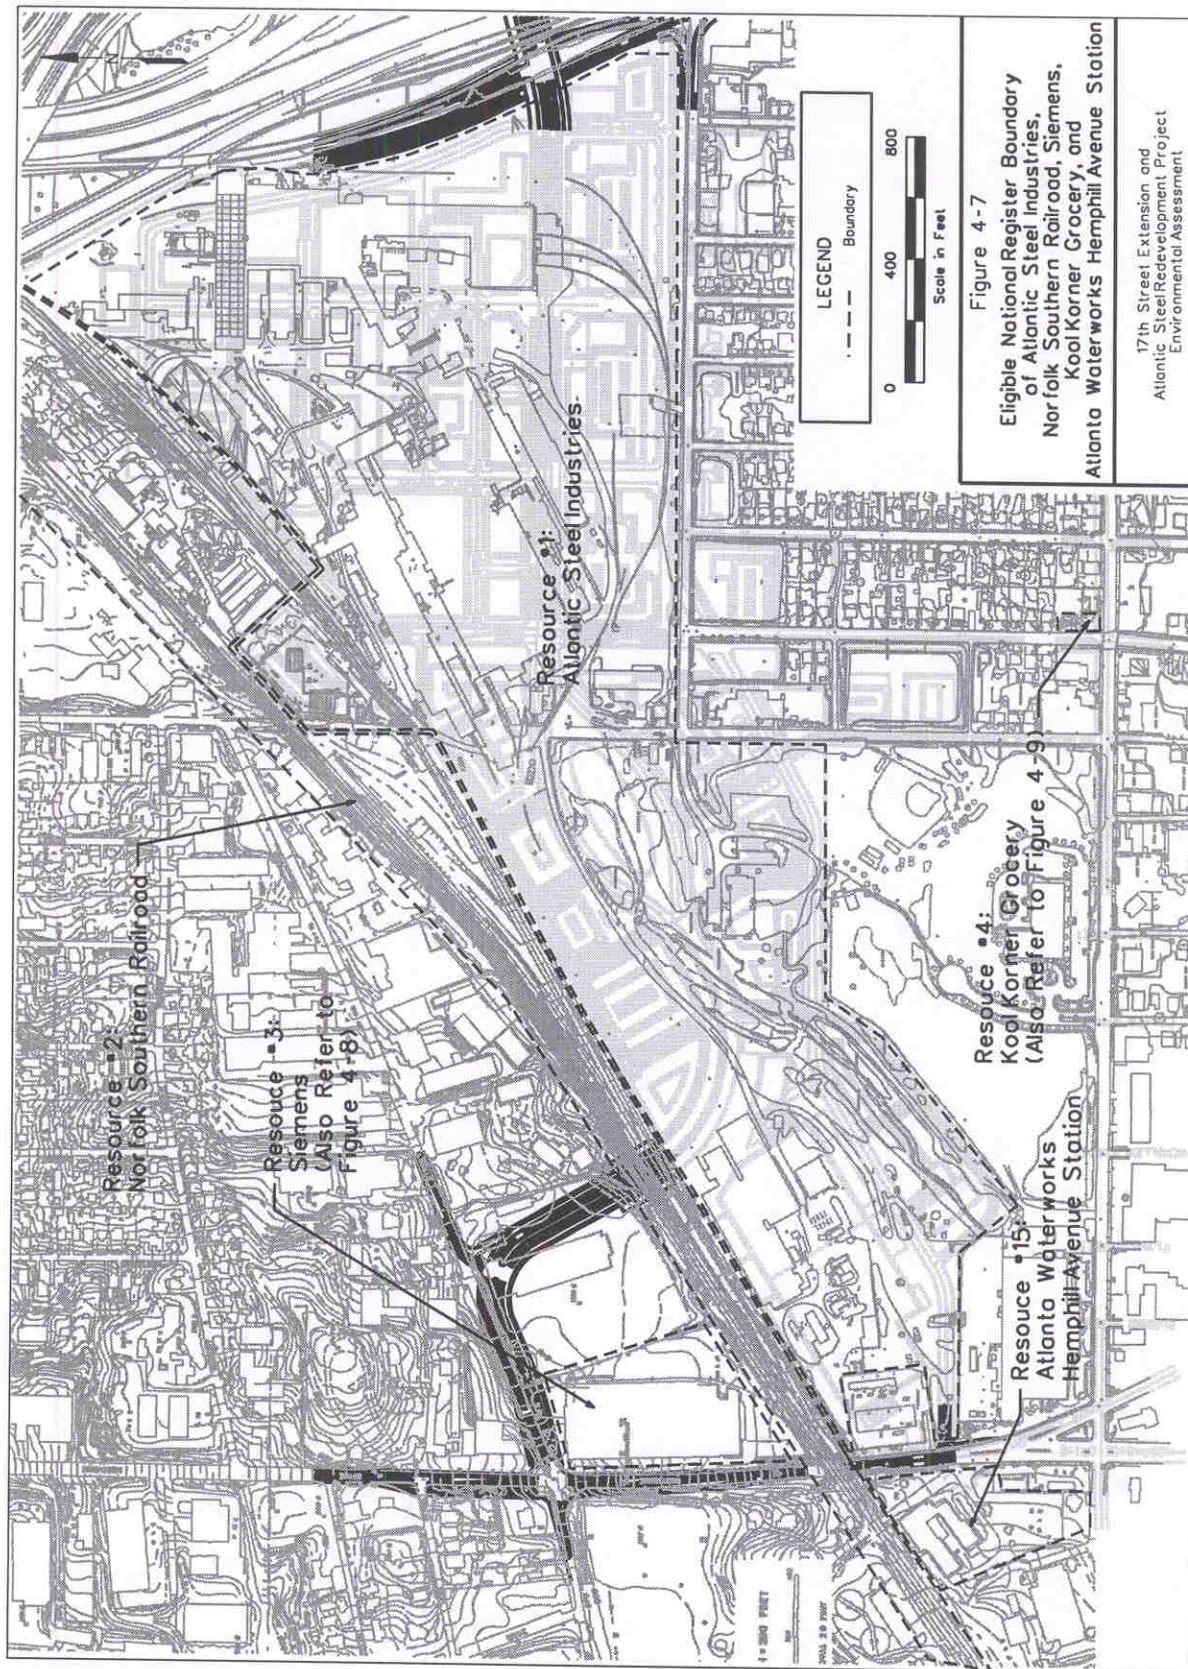 N
Resource #2:
Norfolk Southern Railroad
Resouce #3:
Siemens
(Also Refer to
Figure 4-8)
Resource #1:
Atlantic Steel Industries
Resouce #4:
Kool Korner Grocery
(Also Refer to Figure 4-9)
Resouce #15:
Atlanta Waterworks
Hemphill Avenue Station
LEGEND
Boundary
0 400 800
Scale in Feet
Figure 4-7
Eligible National Register Boundary
of Atlantic Steel Industries,
Norfolk Southern Railroad, Siemens,
Kool Korner Grocery, and
Atlanta Waterworks Hemphill Avenue Station
17th Street Extension and
Atlantic Steel Redevelopment Project
Environmental Assessment